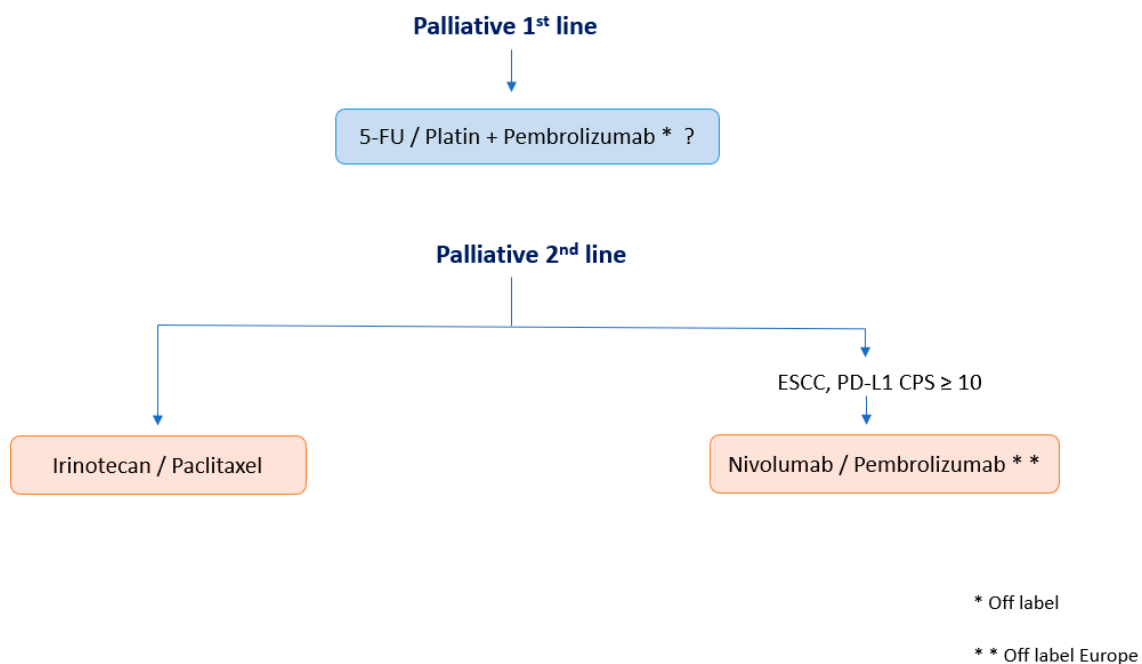 Palliative 1st line
5-FU / Platin + Pembrolizumab * ?
Palliative 2nd line
ESCC, PD-L1 CPS ≥ 10
Irinotecan / Paclitaxel
Nivolumab / Pembrolizumab * *
* Off label
* * Off label Europe